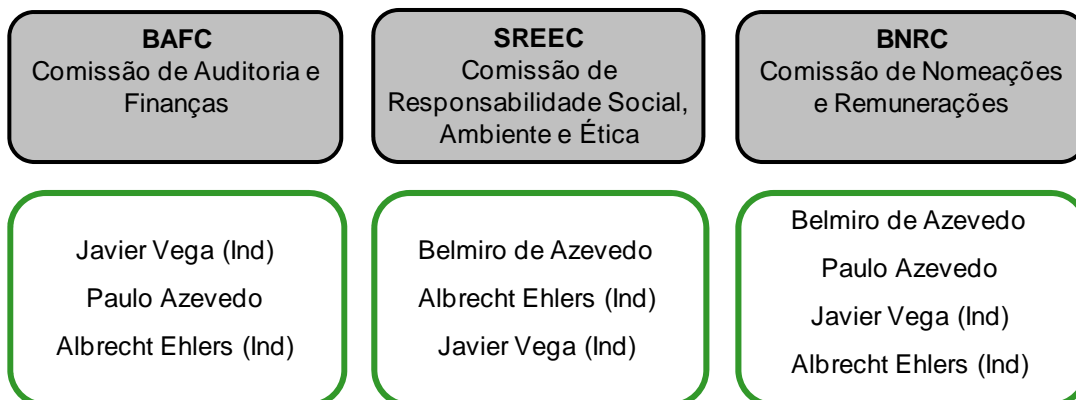 BAFC
Comissão de Auditoria e
Finanças
SREEC
Comissão de
Responsabilidade Social,
Ambiente e Ética
BNRC
Comissão de Nomeações
e Remunerações
Javier Vega (Ind)
Paulo Azevedo
Albrecht Ehlers (Ind)
Belmiro de Azevedo
Albrecht Ehlers (Ind)
Javier Vega (Ind)
Belmiro de Azevedo
Paulo Azevedo
Javier Vega (Ind)
Albrecht Ehlers (Ind)